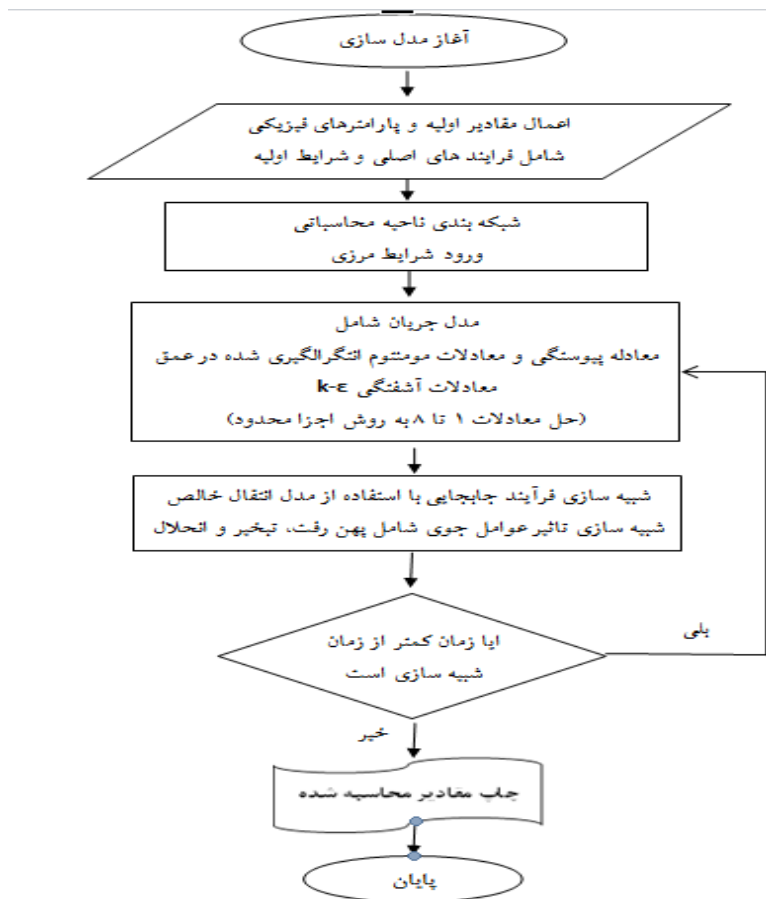 آغاز مدل سازی
اعمال مقادیر اولیه و پارامترهای فیزیکی
شامل فرایند های اصلی و شرایط اولیه
شبکه بندی ناحیه محاسباتی
ورود شرایط مرزی
مدل جریان شامل
معادله پیوستگی و معادلات مومنتوم انتگرالگیری شده در عمق
معادلات آشفتگی k-ε
(حل معادلات ۱ تا ۸ به روش اجزا محدود)
شبیه سازی فرآیند جابجایی با استفاده از مدل انتقال خالص
شبیه سازی تاثیر عوامل جوی شامل پهن رفت، تبخیر و انحلال
ایا زمان کمتر از زمان
شبیه سازی است
بلی
خیر
چاپ مقادیر محاسبه شده
پایان